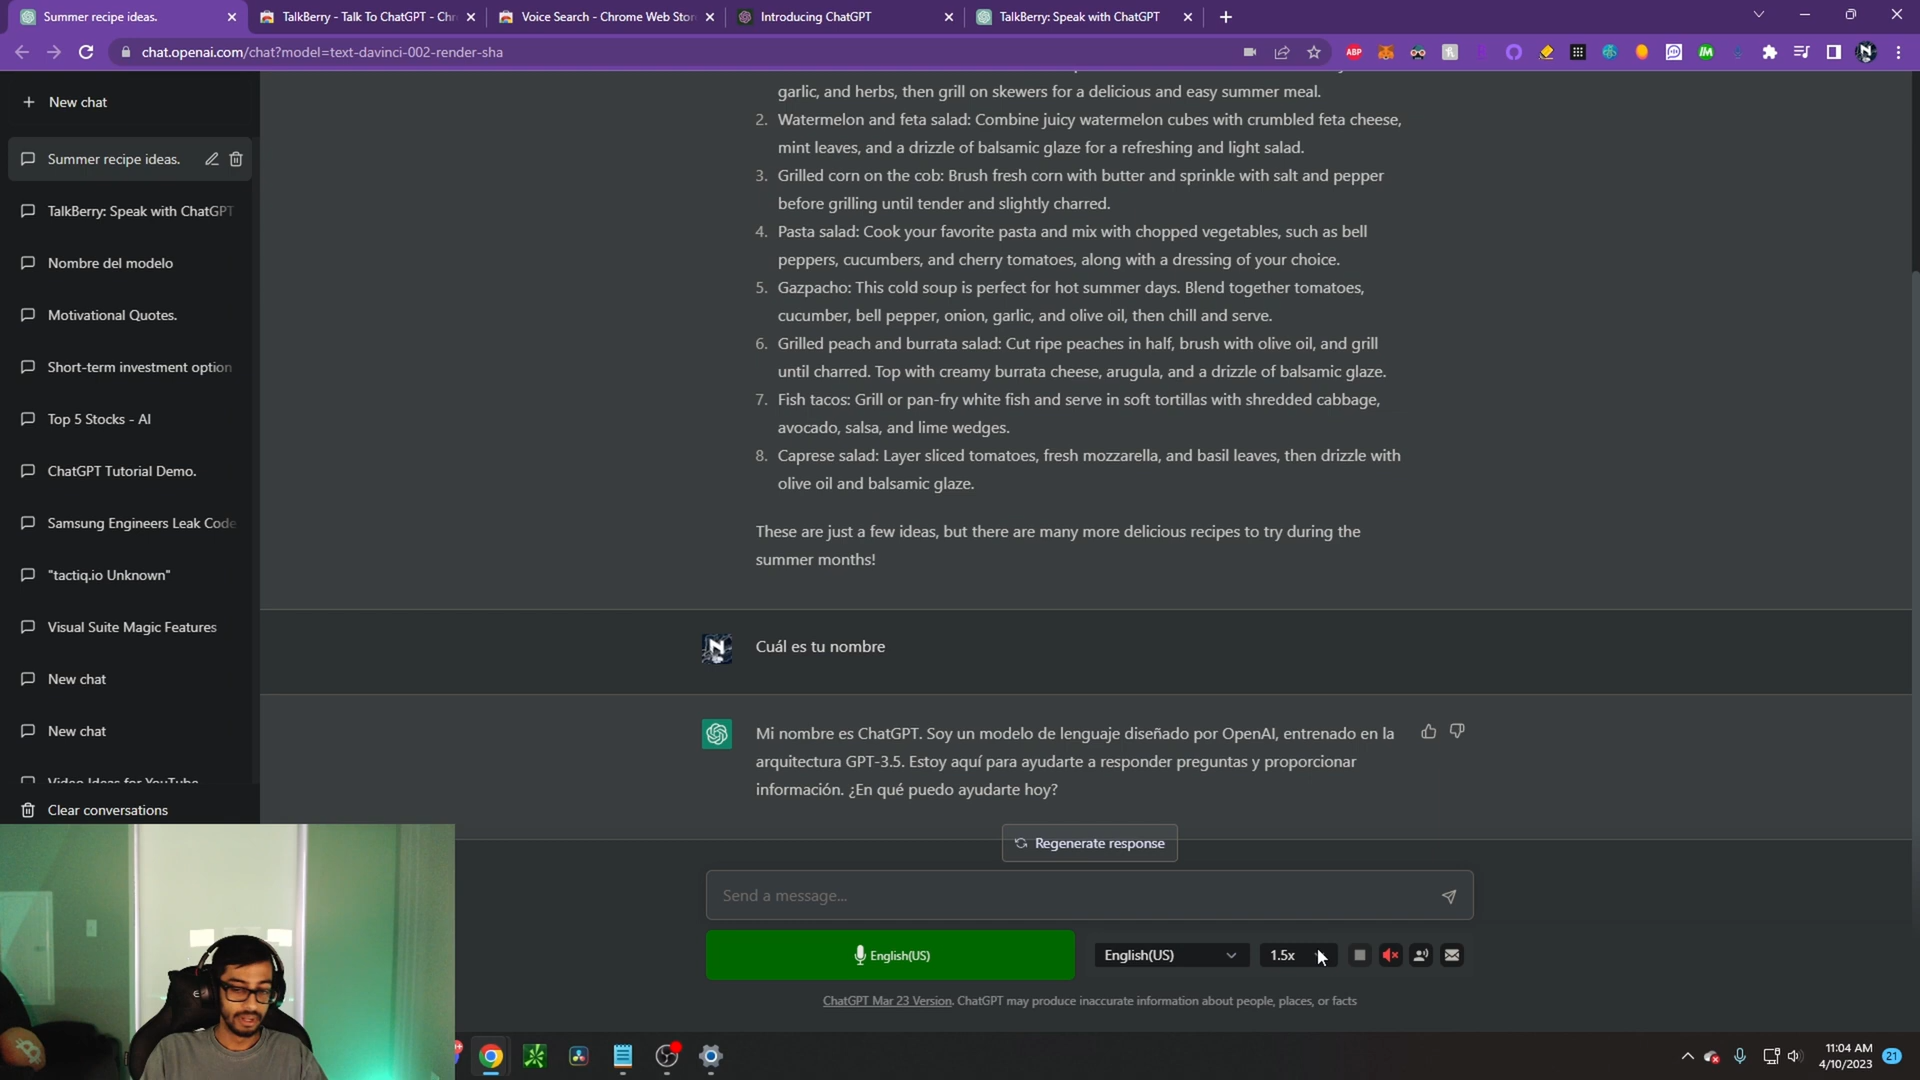 Summer recipe ideas.
TalkBerry - Talk To ChatGPT - Chr
Voice Search - Chrome Web Stor
Introducing ChatGPT
TalkBerry: Speak with ChatGPT
chat.openai.com/chat?model=text-davinci-002-render-sha
ABP
New chat
Summer recipe ideas.
TalkBerry: Speak with ChatGPT
Nombre del modelo
Motivational Quotes.
Short-term investment option
Top 5 Stocks - AI
ChatGPT Tutorial Demo.
Samsung Engineers Leak Code
"tactiq.io Unknown"
Visual Suite Magic Features
New chat
New chat
Video Ideas for YouTube
Clear conversations
garlic, and herbs, then grill on skewers for a delicious and easy summer meal.
2. Watermelon and feta salad: Combine juicy watermelon cubes with crumbled feta cheese,
mint leaves, and a drizzle of balsamic glaze for a refreshing and light salad.
3. Grilled corn on the cob: Brush fresh corn with butter and sprinkle with salt and pepper
before grilling until tender and slightly charred.
4. Pasta salad: Cook your favorite pasta and mix with chopped vegetables, such as bell
peppers, cucumbers, and cherry tomatoes, along with a dressing of your choice.
5. Gazpacho: This cold soup is perfect for hot summer days. Blend together tomatoes,
cucumber, bell pepper, onion, garlic, and olive oil, then chill and serve.
6. Grilled peach and burrata salad: Cut ripe peaches in half, brush with olive oil, and grill
until charred. Top with creamy burrata cheese, arugula, and a drizzle of balsamic glaze.
7. Fish tacos: Grill or pan-fry white fish and serve in soft tortillas with shredded cabbage,
avocado, salsa, and lime wedges.
8. Caprese salad: Layer sliced tomatoes, fresh mozzarella, and basil leaves, then drizzle with
olive oil and balsamic glaze.
These are just a few ideas, but there are many more delicious recipes to try during the
summer months!
Cuál es tu nombre
Mi nombre es ChatGPT. Soy un modelo de lenguaje diseñado por OpenAI, entrenado en la
arquitectura GPT-3.5. Estoy aquí para ayudarte a responder preguntas y proporcionar
información. ¿En qué puedo ayudarte hoy?
Regenerate response
Send a message...
English(US)
English(US)
1.5x
ChatGPT Mar 23 Version. ChatGPT may produce inaccurate information about people, places, or facts
11:04 AM
4/10/2023
21